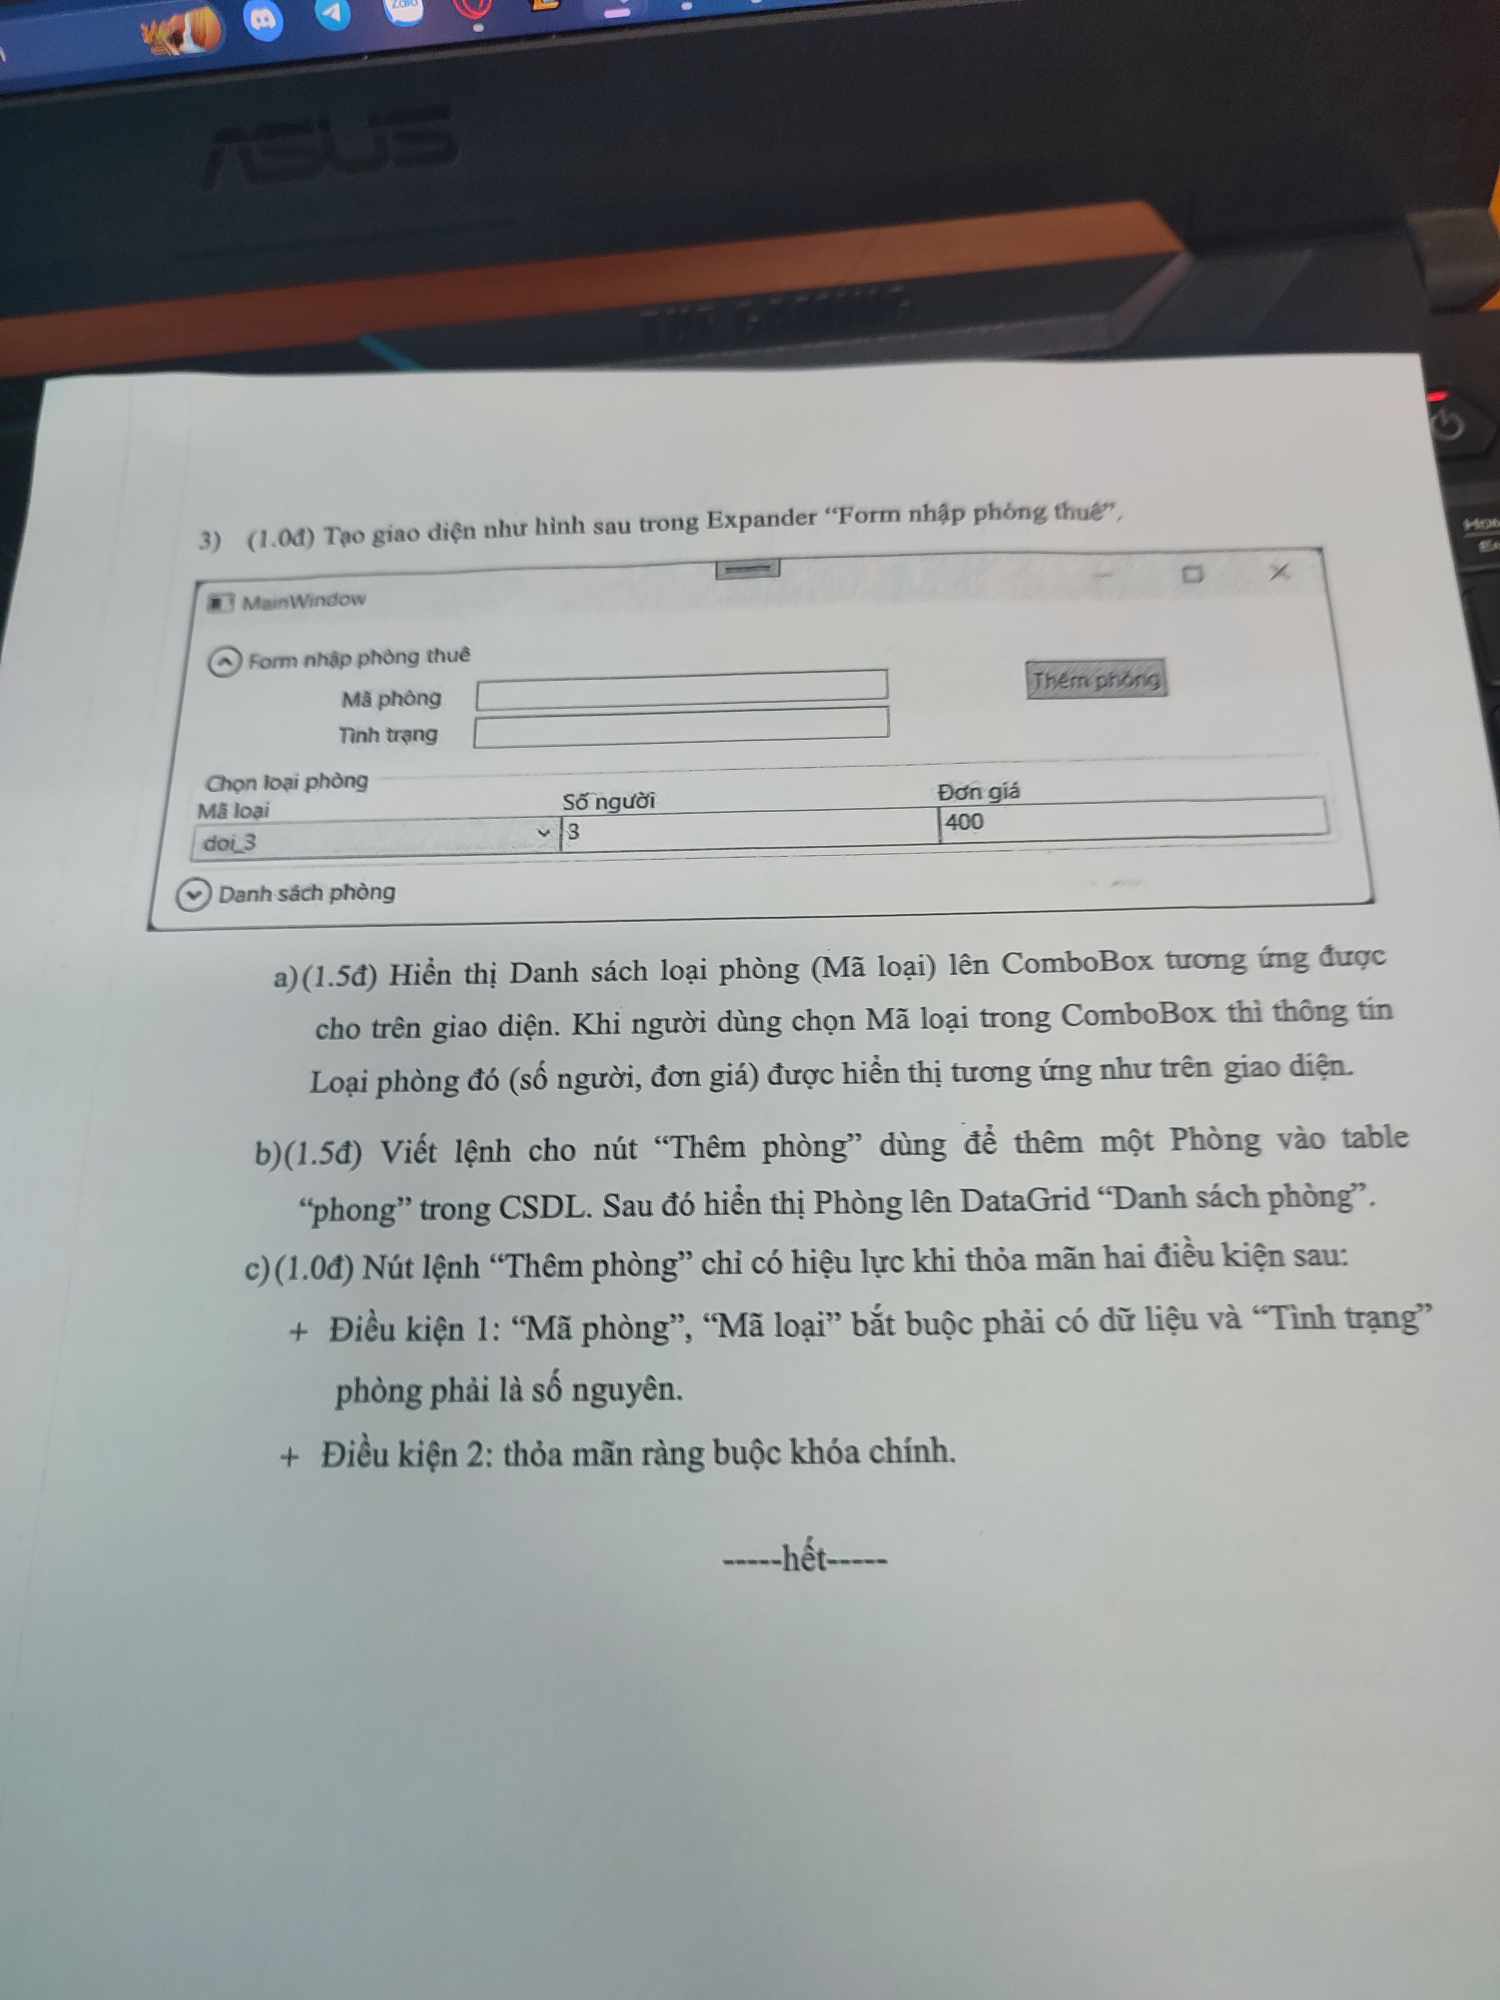 Zalo
ASUS
TUF GAMING
3) (1.0đ) Tạo giao diện như hình sau trong Expander “Form nhập phòng thuê”.
MainWindow
Form nhập phòng thuê
Mã phòng
Thêm phòng
Tình trạng
Chọn loại phòng
Mã loại Số người Đơn giá
doi_3 3 400
Danh sách phòng
a)(1.5đ) Hiển thị Danh sách loại phòng (Mã loại) lên ComboBox tương ứng được
cho trên giao diện. Khi người dùng chọn Mã loại trong ComboBox thì thông tin
Loại phòng đó (số người, đơn giá) được hiển thị tương ứng như trên giao diện.
b)(1.5đ) Viết lệnh cho nút “Thêm phòng” dùng để thêm một Phòng vào table
“phong” trong CSDL. Sau đó hiển thị Phòng lên DataGrid “Danh sách phòng”.
c)(1.0đ) Nút lệnh “Thêm phòng” chỉ có hiệu lực khi thỏa mãn hai điều kiện sau:
+ Điều kiện 1: “Mã phòng”, “Mã loại” bắt buộc phải có dữ liệu và “Tình trạng”
phòng phải là số nguyên.
+ Điều kiện 2: thỏa mãn ràng buộc khóa chính.
-----hết-----